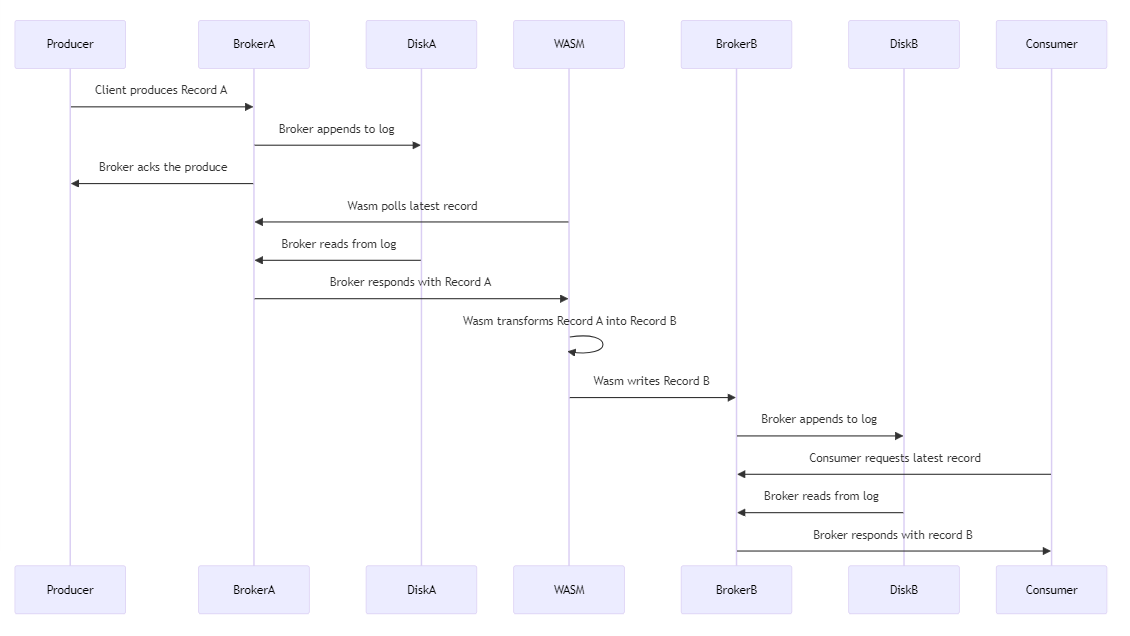 Producer
BrokerA
DiskA
WASM
BrokerB
DiskB
Consumer
Client produces Record A
Broker appends to log
Broker acks the produce
Wasm polls latest record
Broker reads from log
Broker responds with Record A
Wasm transforms Record A into Record B
Wasm writes Record B
Broker appends to log
Consumer requests latest record
Broker reads from log
Broker responds with record B
Producer
BrokerA
DiskA
WASM
BrokerB
DiskB
Consumer